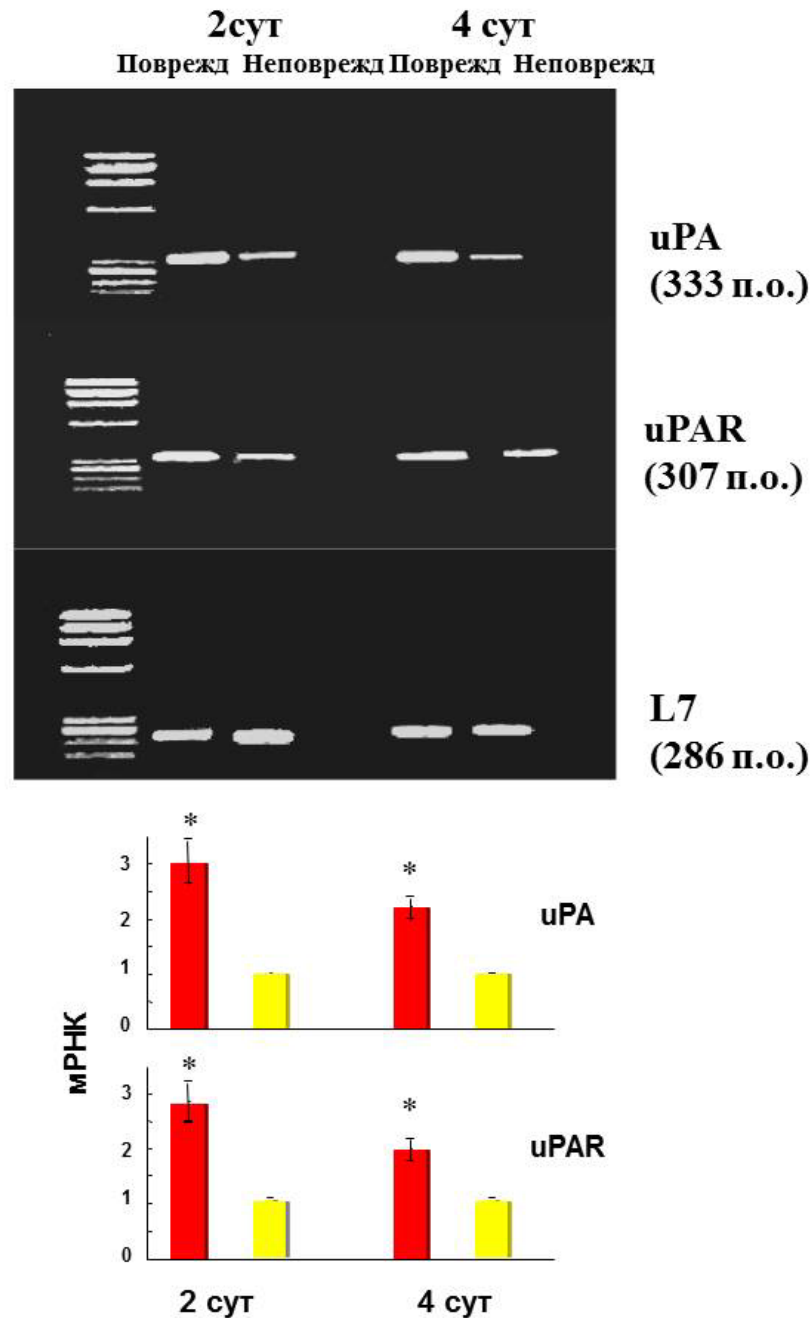 2сут 4 сут
Поврежд Неповрежд Поврежд Неповрежд
uPA
(333 п.о.)
uPAR
(307 п.о.)
L7
(286 п.о.)
* *
3
2
1
0
uPA
мРНК
* *
3
2
1
0
uPAR
2 сут 4 сут